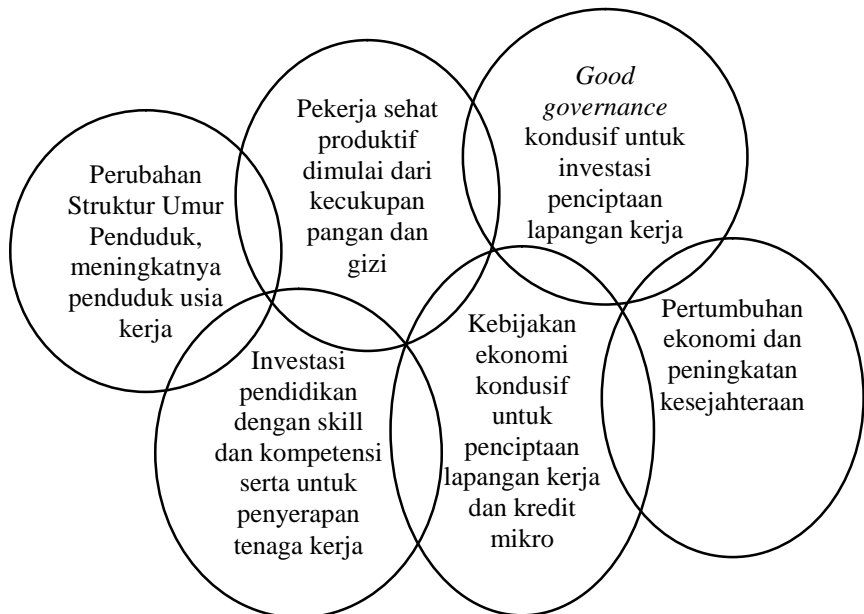 Perubahan
Struktur Umur
Penduduk,
meningkatnya
penduduk usia
kerja
Pekerja sehat
produktif
dimulai dari
kecukupan
pangan dan
gizi
Good
governance
kondusif untuk
investasi
penciptaan
lapangan kerja
Investasi
pendidikan
dengan skill
dan kompetensi
serta untuk
penyerapan
tenaga kerja
Kebijakan
ekonomi
kondusif
untuk
penciptaan
lapangan kerja
dan kredit
mikro
Pertumbuhan
ekonomi dan
peningkatan
kesejahteraan